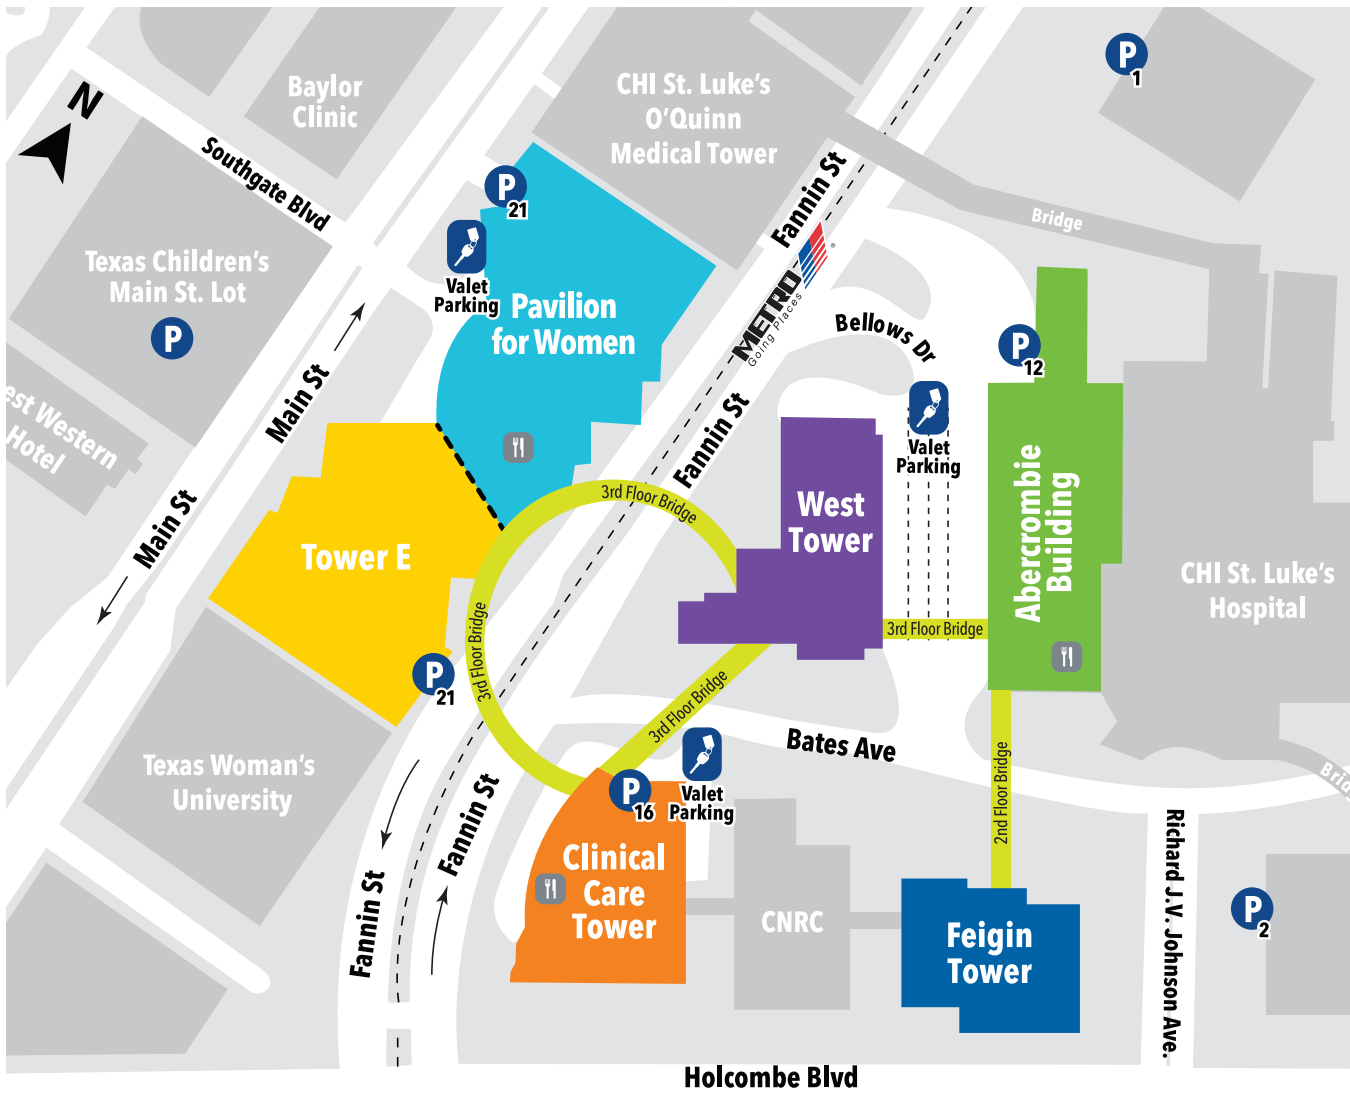 N
Baylor
Clinic
CHI St. Luke's
O'Quinn
Medical Tower
P
1
Southgate Blvd
P
21
Fannin St
Bridge
Texas Children's
Main St. Lot
P
Valet
Parking
Pavilion
for Women
METRO
Going Places
®
Bellows Dr
P
12
Main St
Fannin St
Valet
Parking
est Western
Hotel
Main St
3rd Floor Bridge
3rd Floor Bridge
West
Tower
Abercrombie
Building
Tower E
CHI St. Luke's
Hospital
3rd Floor Bridge
3rd Floor Bridge
P
21
3rd Floor Bridge
Bates Ave
Texas Woman's
University
P
16
Valet
Parking
2nd Floor Bridge
Brid
Fannin St
Clinical
Care
Tower
Fannin St
CNRC
Feigin
Tower
Richard J.V. Johnson Ave.
P
2
Holcombe Blvd